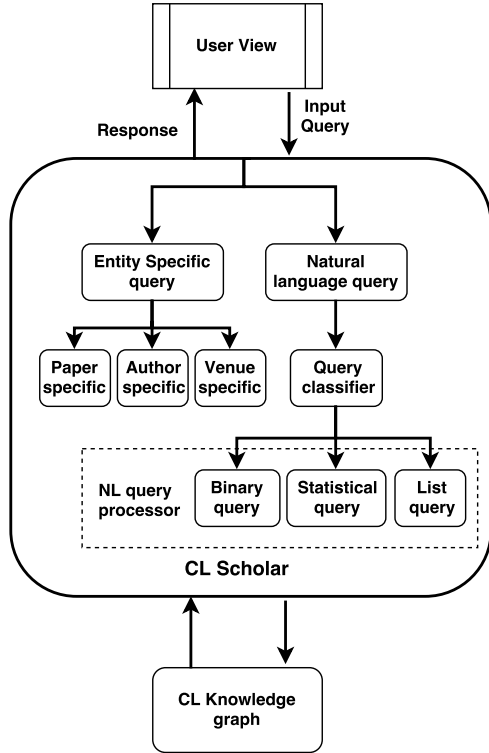 User View
Response
Input
Query
Entity Specific
query
Natural
language query
Paper
specific
Author
specific
Venue
specific
Query
classifier
NL query
processor
Binary
query
Statistical
query
List
query
CL Scholar
CL Knowledge
graph